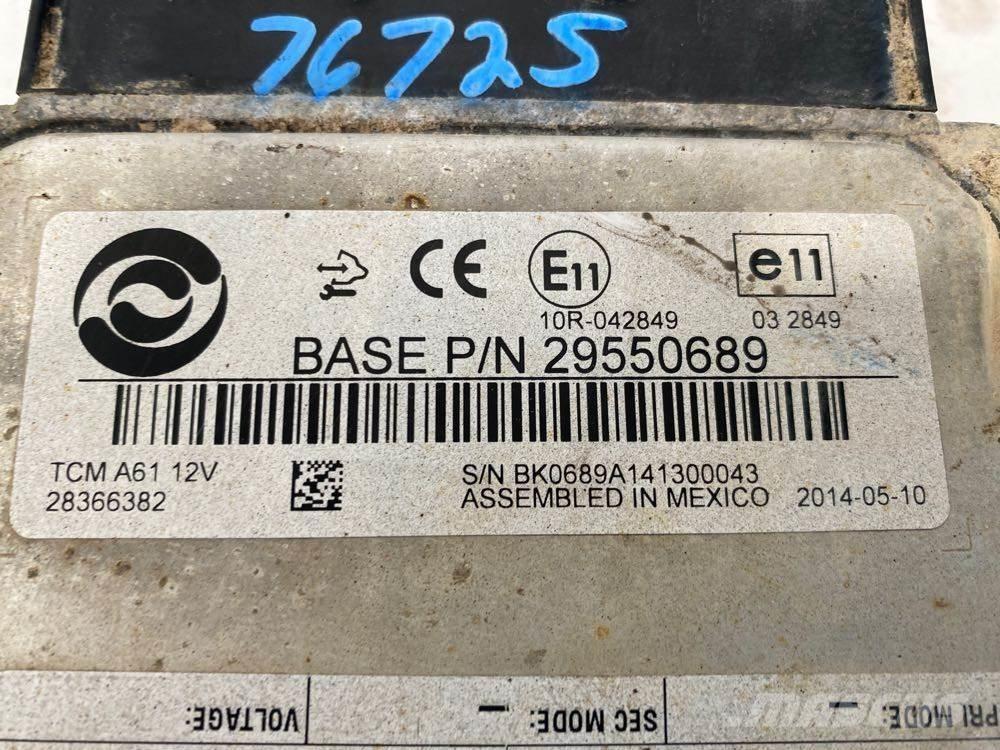 76725
CE E11 e11
10R-042849 03 2849
BASE P/N 29550689
TCM A61 12V S/N BK0689A141300043
28366382 ASSEMBLED IN MEXICO 2014-05-10
VOLTAGE: SEC MODE: PRI MODE:
MASCUS